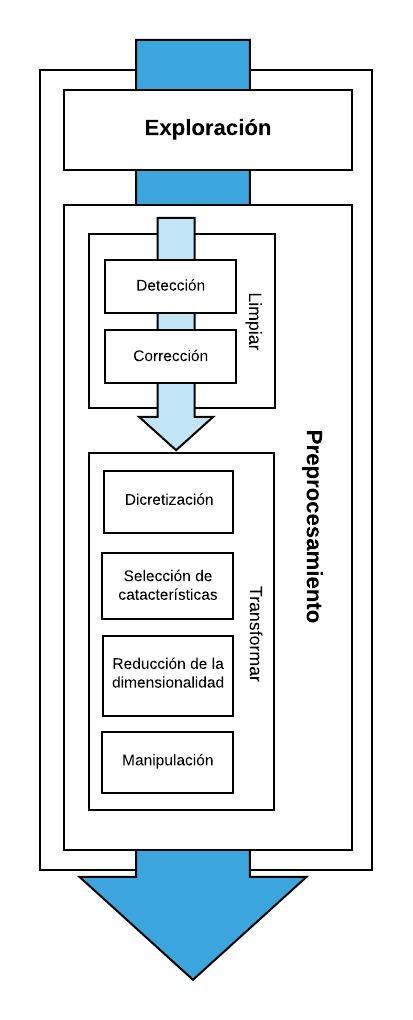 Exploración
Detección
Limpiar
Corrección
Preprocesamiento
Dicretización
Selección de
catacterísticas
Transformar
Reducción de la
dimensionalidad
Manipulación